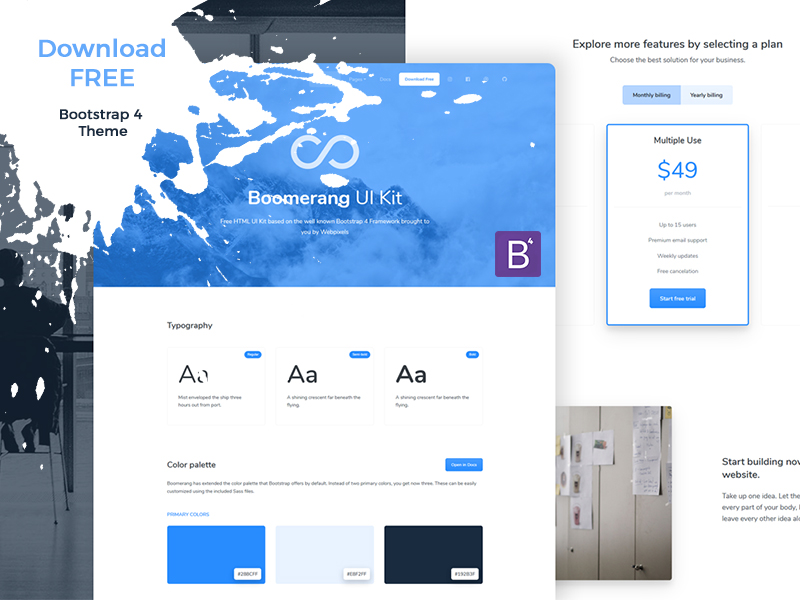 Download
FREE
Bootstrap 4
Theme
Pages
Docs
Download Free
Boomerang UI Kit
Free HTML UI Kit based on the well known Bootstrap 4 Framework brought to
you by Webpixels
B4
Typography
Regular
Aa
Mist enveloped the ship three
hours out from port.
Semi bold
Aa
A shining crescent far beneath the
flying.
Bold
Aa
A shining crescent far beneath the
flying.
Color palette
Open in Docs
Boomerang has extended the color palette that Bootstrap offers by default. Instead of two primary colors, you get now three. These can be easily
customized using the included Sass files.
PRIMARY COLORS
Explore more features by selecting a plan
Choose the best solution for your business.
Monthly billing
Yearly billing
Multiple Use
$49
per month
Up to 15 users
Premium email support
Weekly updates
Free cancelation
Start free trial
Start building now
website.
Take up one idea. Let the
every part of your body,
leave every other idea alo